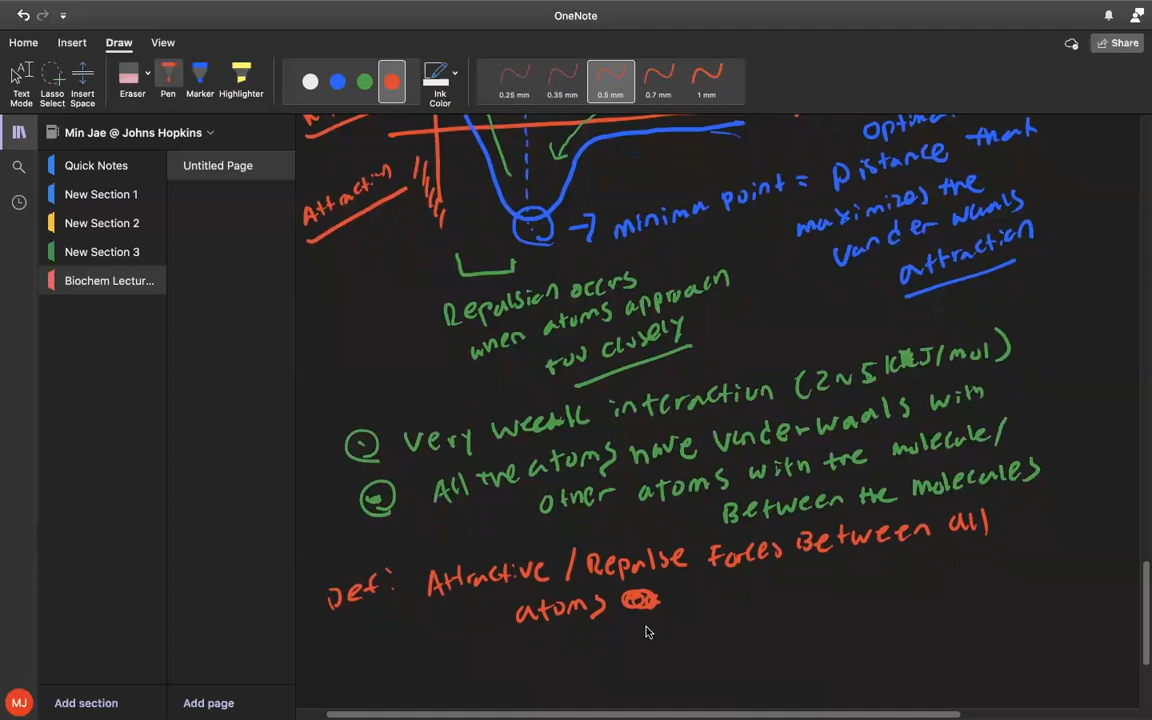 OneNote
Home Insert Draw View
Share
Text Mode
Lasso Select
Insert Space
Eraser
Pen
Marker
Highlighter
Ink Color
0.25 mm
0.35 mm
0.5 mm
0.7 mm
1 mm
Min Jae @ Johns Hopkins
Quick Notes
New Section 1
New Section 2
New Section 3
Biochem Lectur...
Untitled Page
Attraction
→ minima point = Distance that
maximizes the
vander waals
attraction
Repulsion occurs
when atoms approach
too closely
Very weak interaction (2~5 kJ/mol)
All the atoms have vanderwaals with
other atoms with the molecule/
Between the molecules
Def: Attractive / Repulse Forces Between all
atoms
MJ
Add section
Add page